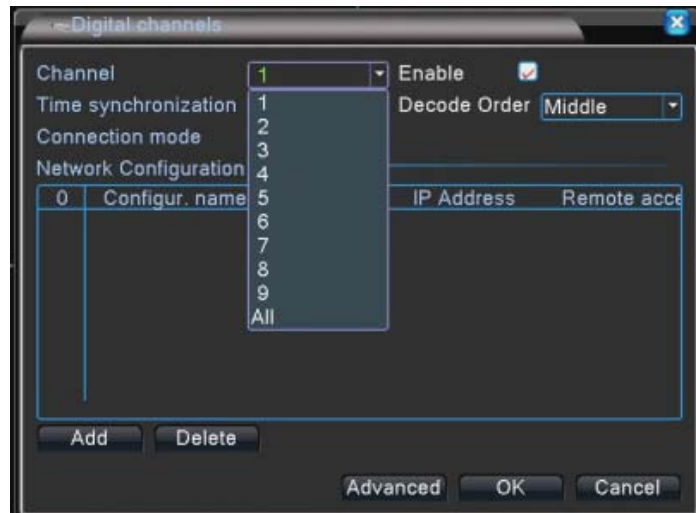 Digital channels
Channel 1 Enable
Time synchronization 1 Decode Order Middle
2
Connection mode 3
Network Configuration 4
0 Configur. name 5 IP Address Remote acce
6
7
8
9
All
Add Delete
Advanced OK Cancel